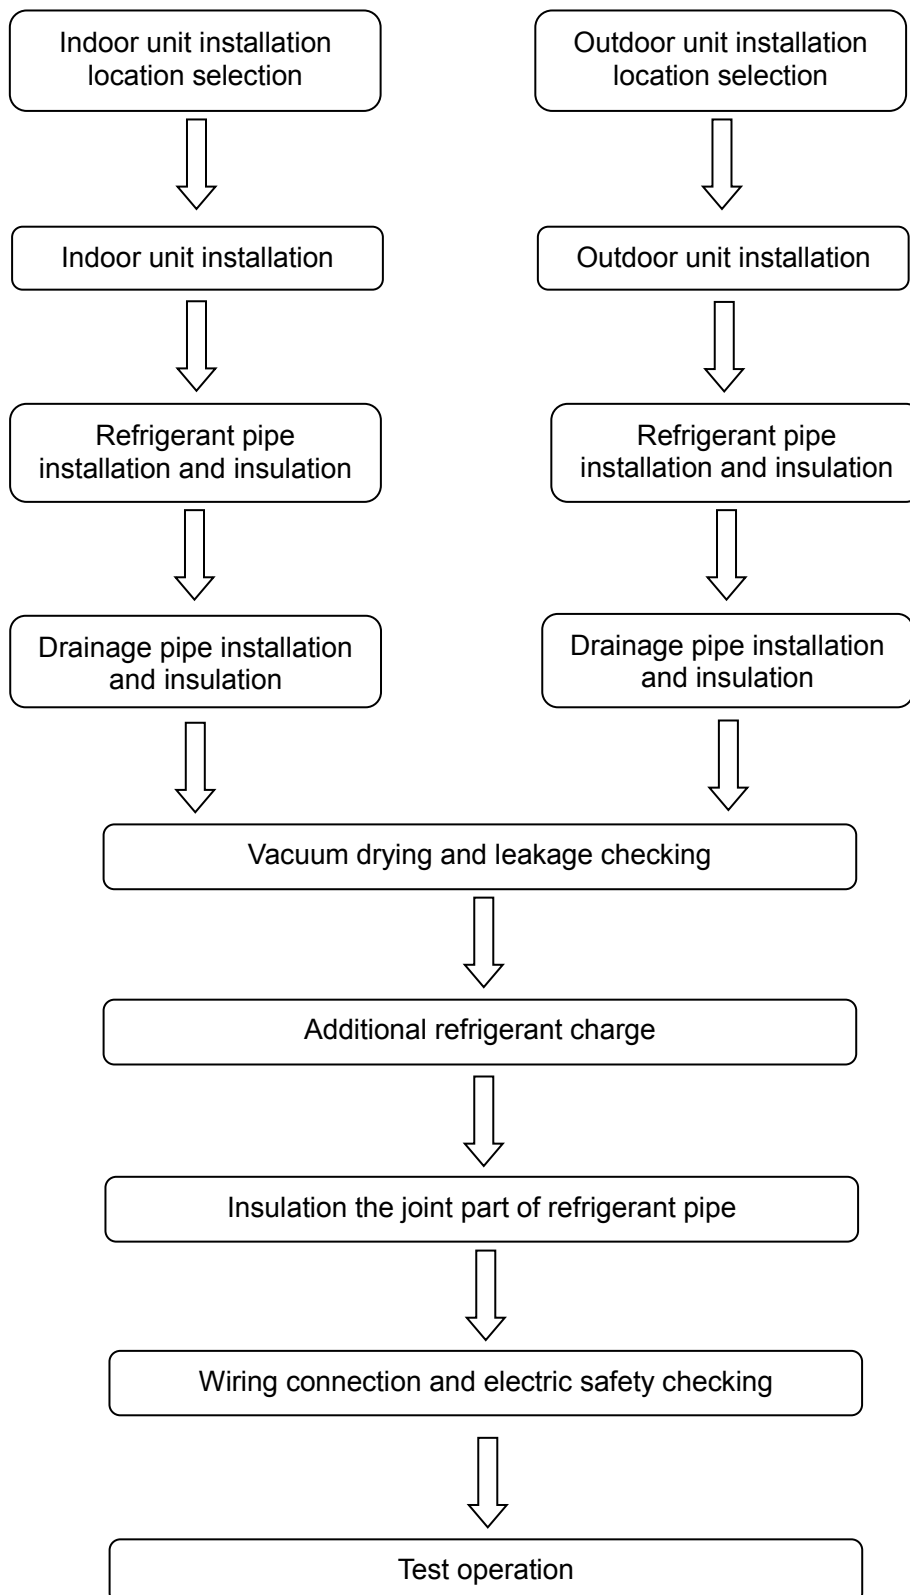 Indoor unit installation
location selection
Outdoor unit installation
location selection
Indoor unit installation
Outdoor unit installation
Refrigerant pipe
installation and insulation
Refrigerant pipe
installation and insulation
Drainage pipe installation
and insulation
Drainage pipe installation
and insulation
Vacuum drying and leakage checking
Additional refrigerant charge
Insulation the joint part of refrigerant pipe
Wiring connection and electric safety checking
Test operation